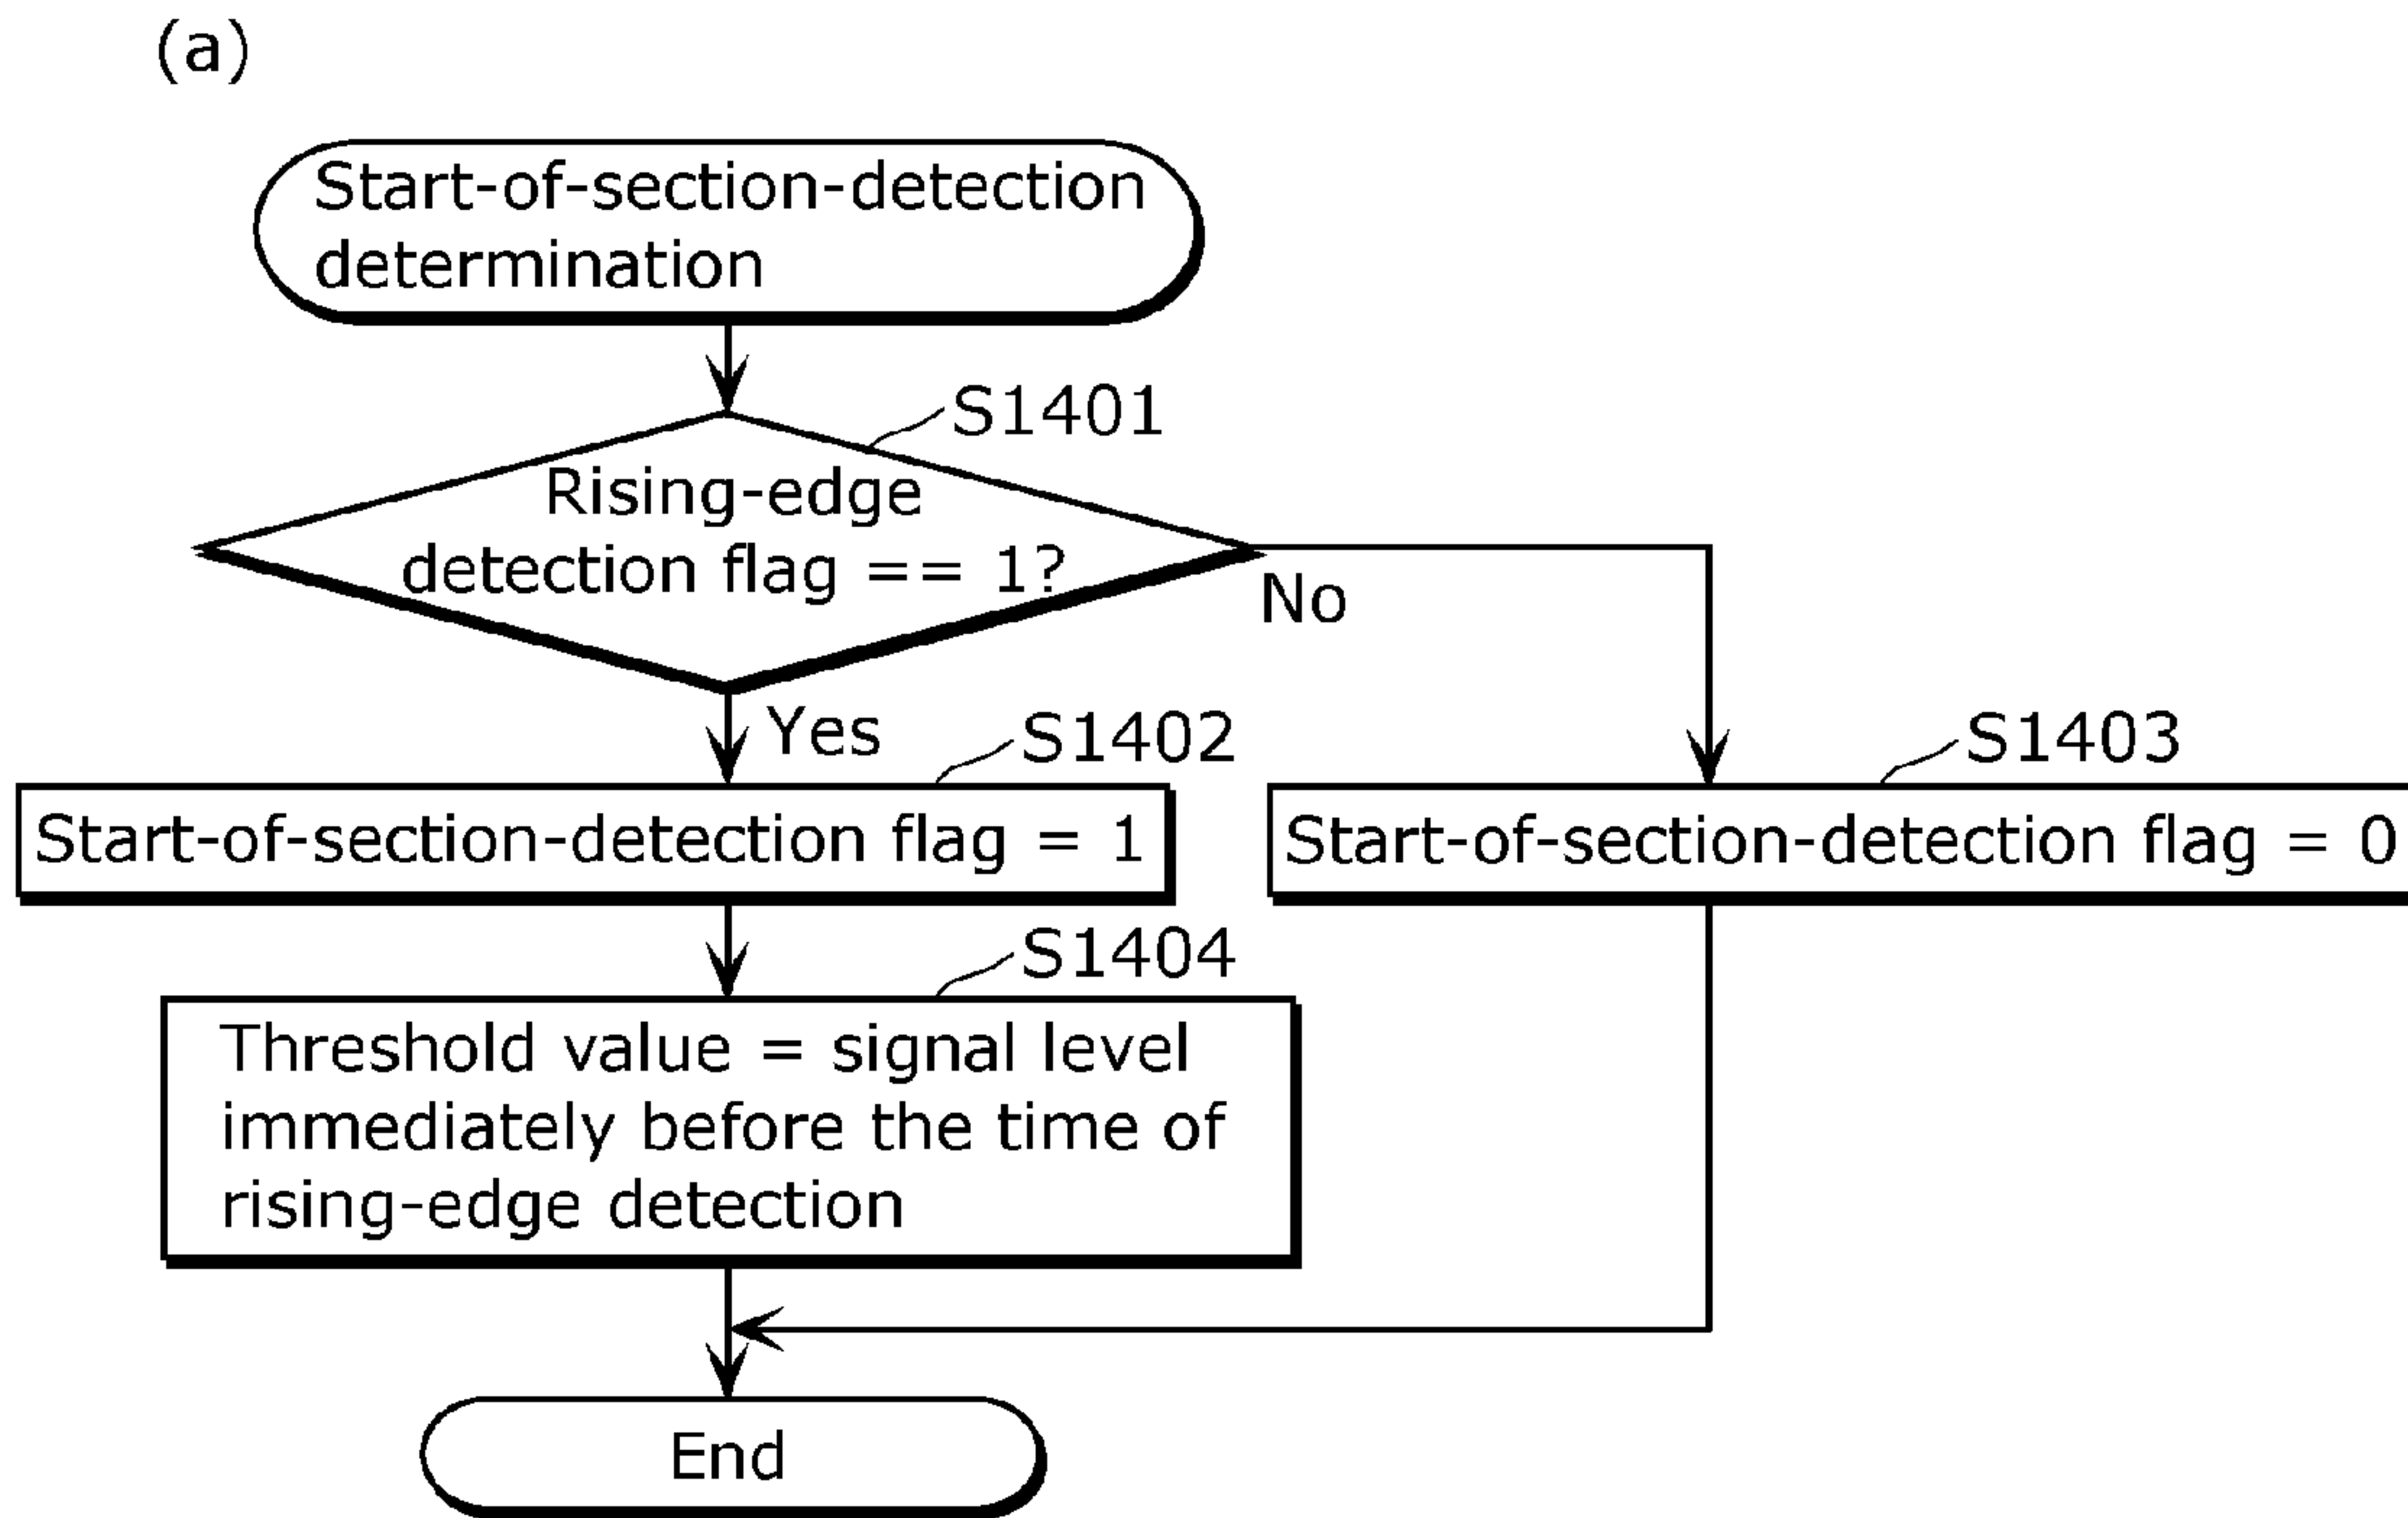 (a)
Start-of-section-detection
determination
S1401
Rising-edge
detection flag == 1?
No
Yes
S1402
S1403
Start-of-section-detection flag = 1
Start-of-section-detection flag = 0
S1404
Threshold value = signal level
immediately before the time of
rising-edge detection
End